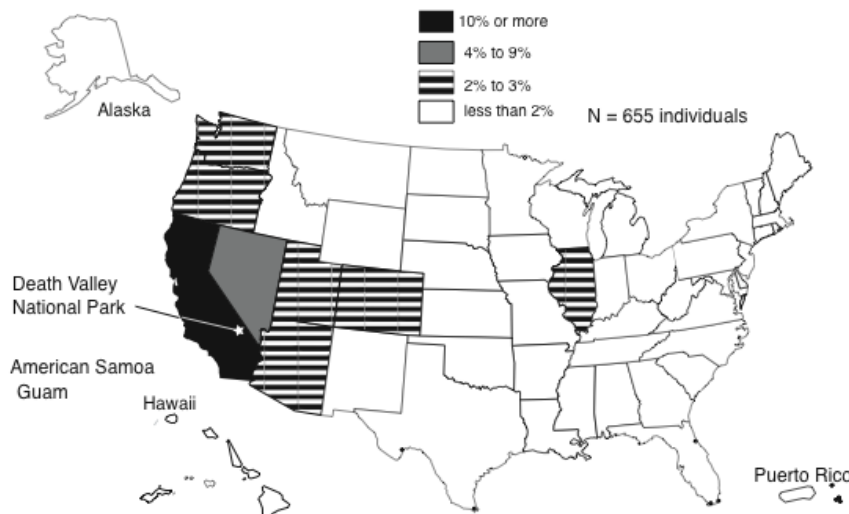 10% or more
4% to 9%
2% to 3%
less than 2%
N = 655 individuals
Alaska
Death Valley
National Park
American Samoa
Guam
Hawaii
Puerto Rico